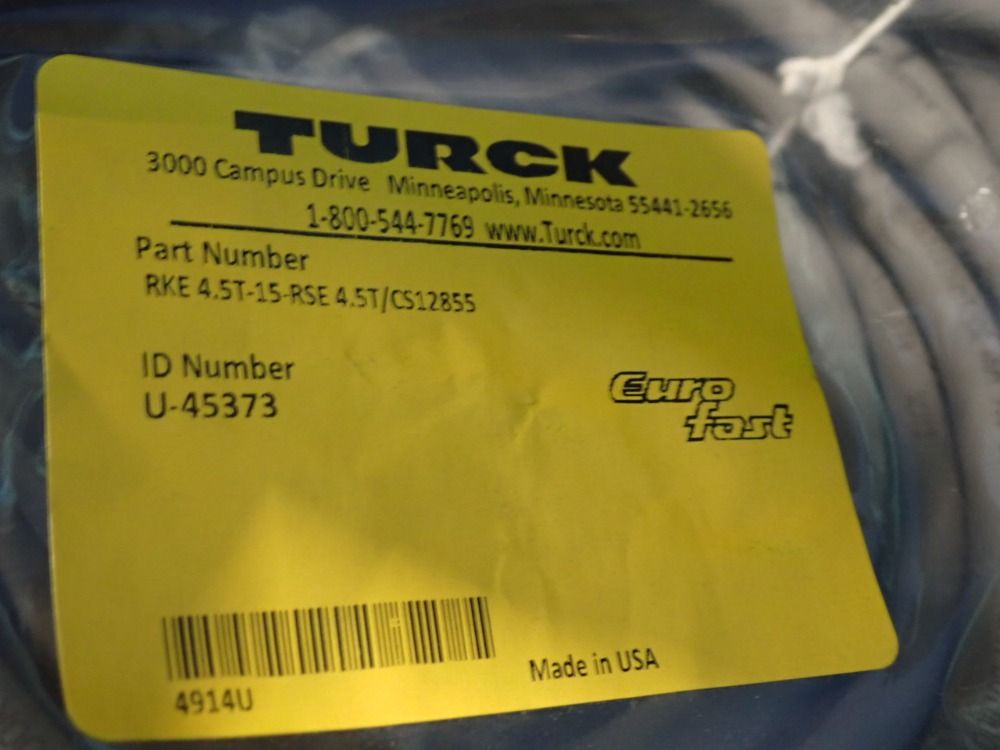 TURCK
3000 Campus Drive Minneapolis, Minnesota 55441-2656
1-800-544-7769 www.Turck.com
Part Number
RKE 4.5T-15-RSE 4.5T/CS12855
ID Number
U-45373
Euro
fast
4914U
Made in USA